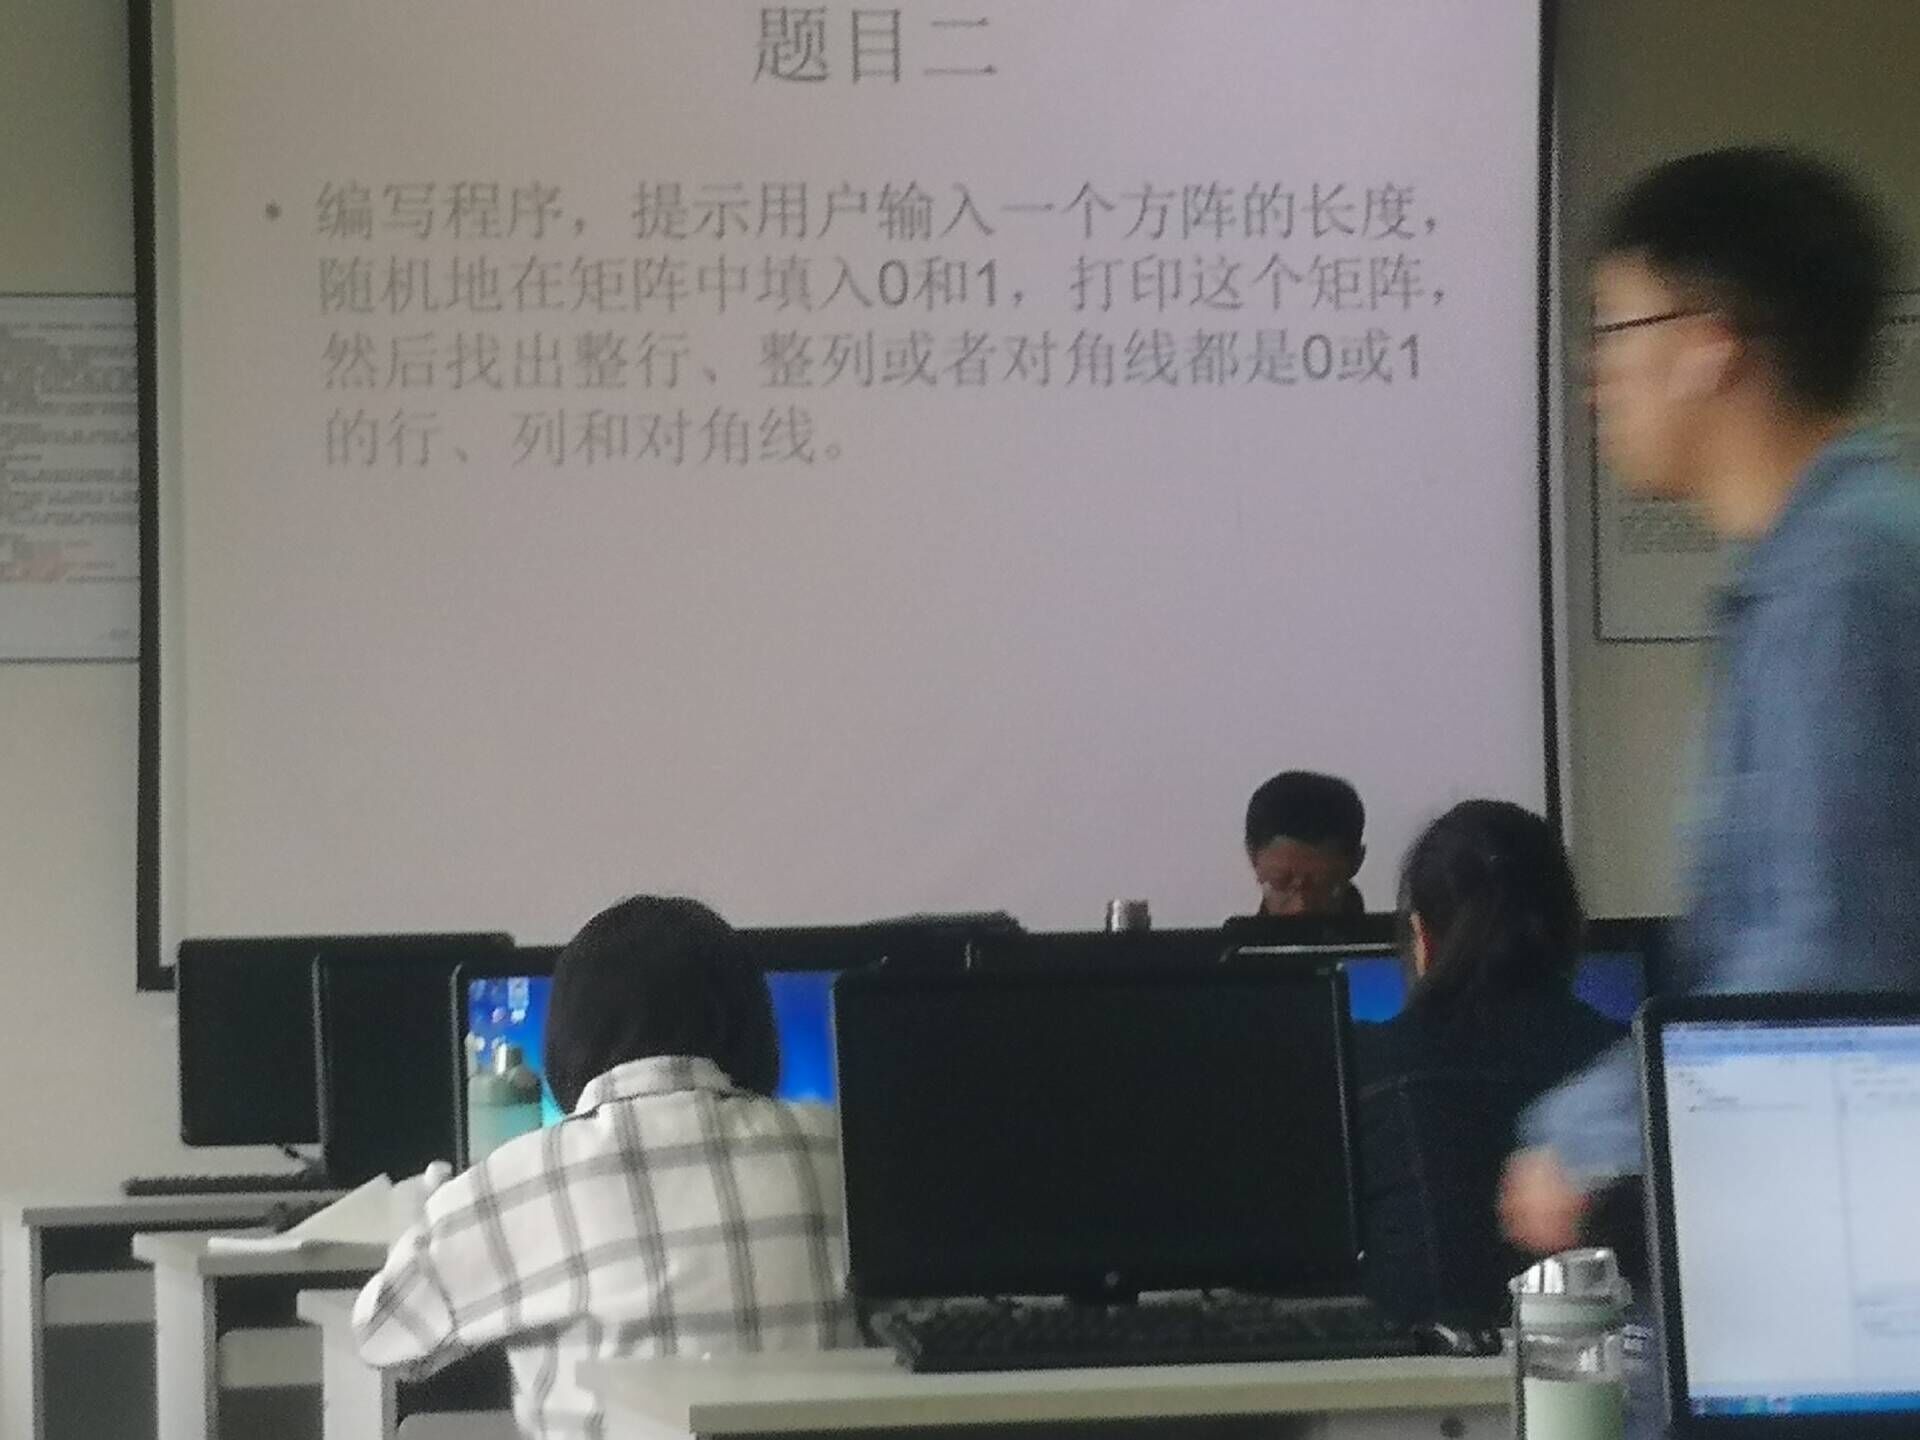 题目二
• 编写程序，提示用户输入一个方阵的长度，
随机地在矩阵中填入0和1，打印这个矩阵，
然后找出整行、整列或者对角线都是0或1
的行、列和对角线。